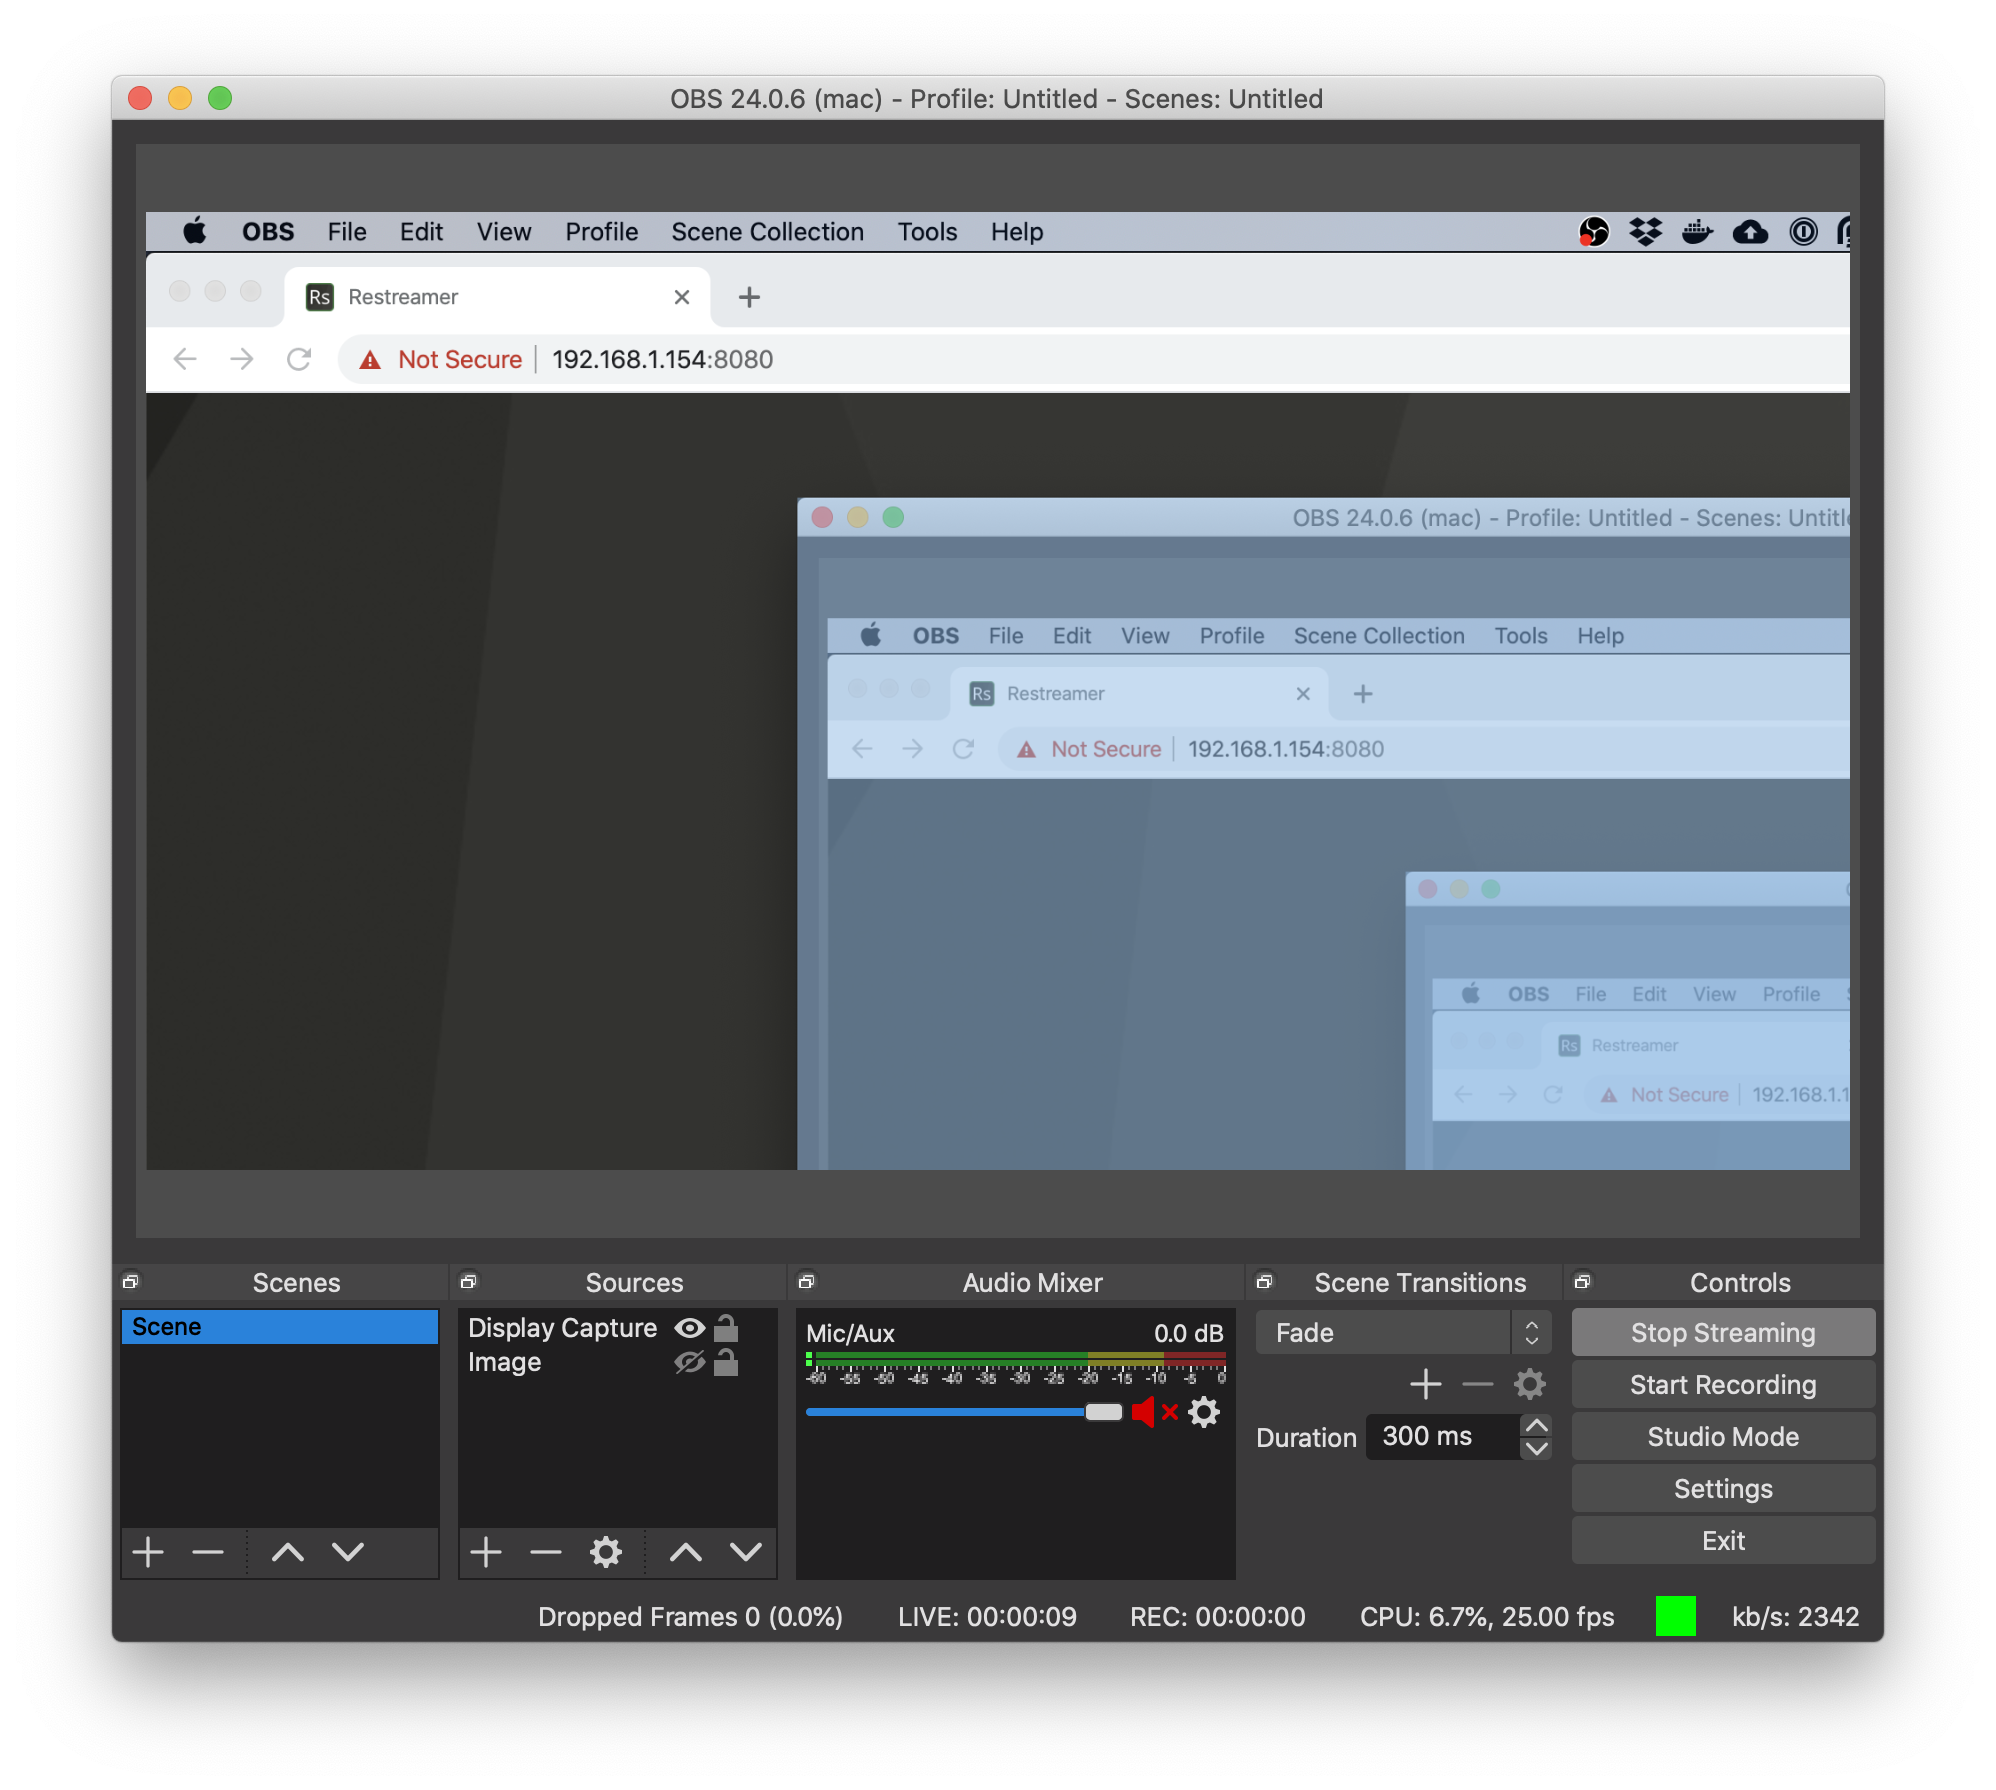 OBS 24.0.6 (mac) - Profile: Untitled - Scenes: Untitled
OBS File Edit View Profile Scene Collection Tools Help
Rs Restreamer
Not Secure 192.168.1.154:8080
OBS 24.0.6 (mac) - Profile: Untitled - Scenes: Untitl
OBS File Edit View Profile Scene Collection Tools Help
Rs Restreamer
Not Secure 192.168.1.154:8080
OBS File Edit View Profile
Rs Restreamer
Not Secure 192.168.1.1
Scenes Sources Audio Mixer Scene Transitions Controls
Scene
Display Capture
Image
Mic/Aux 0.0 dB
-60 -55 -50 -45 -40 -35 -30 -25 -20 -15 -10 -5 0
Fade
Duration 300 ms
Stop Streaming
Start Recording
Studio Mode
Settings
Exit
Dropped Frames 0 (0.0%) LIVE: 00:00:09 REC: 00:00:00 CPU: 6.7%, 25.00 fps kb/s: 2342